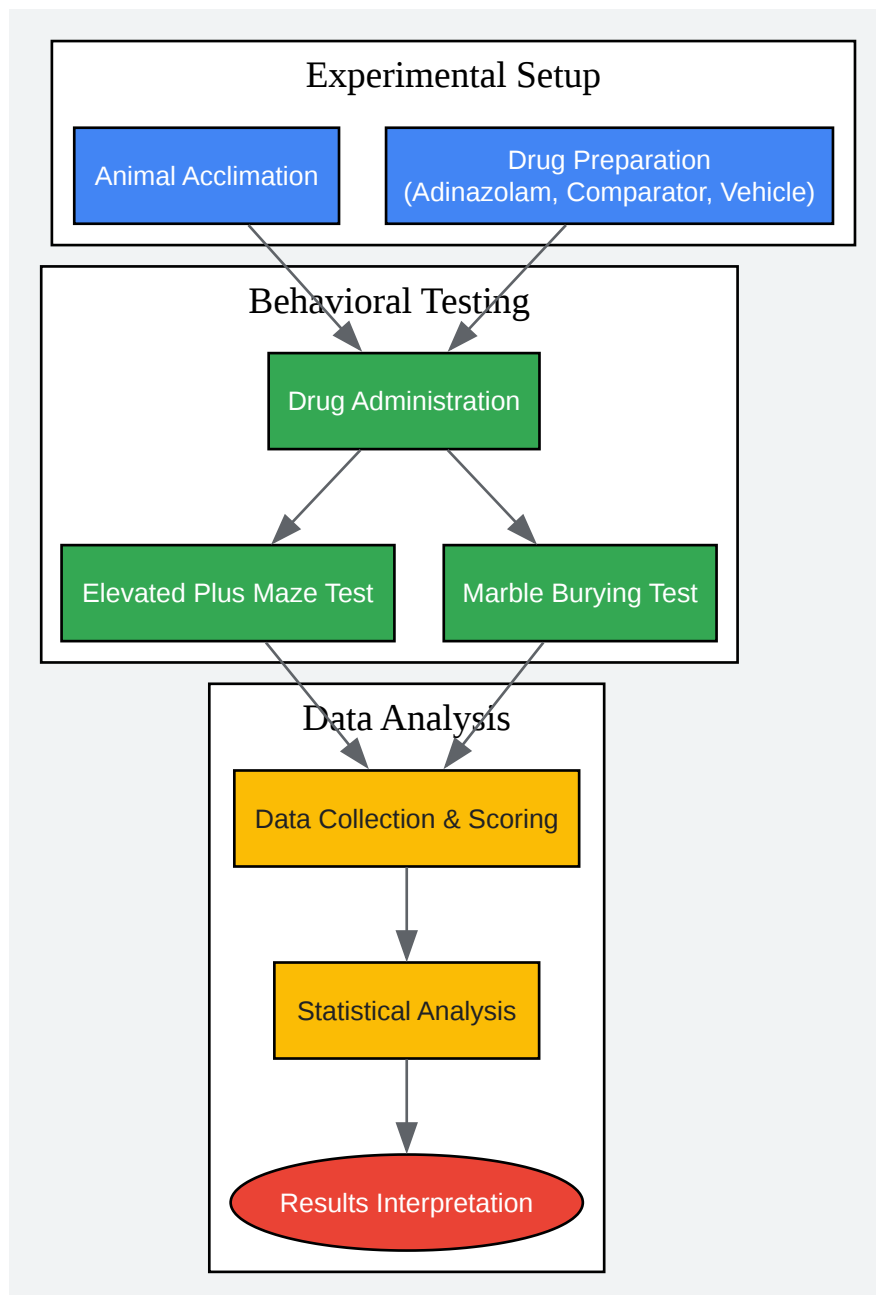 Experimental Setup
Animal Acclimation
Drug Preparation
(Adinazolam, Comparator, Vehicle)
Behavioral Testing
Drug Administration
Elevated Plus Maze Test
Marble Burying Test
Data Analysis
Data Collection & Scoring
Statistical Analysis
Results Interpretation